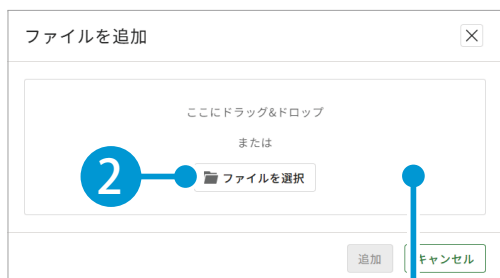 ファイルを追加
ここにドラッグ&ドロップ
または
2
ファイルを選択
追加
キャンセル